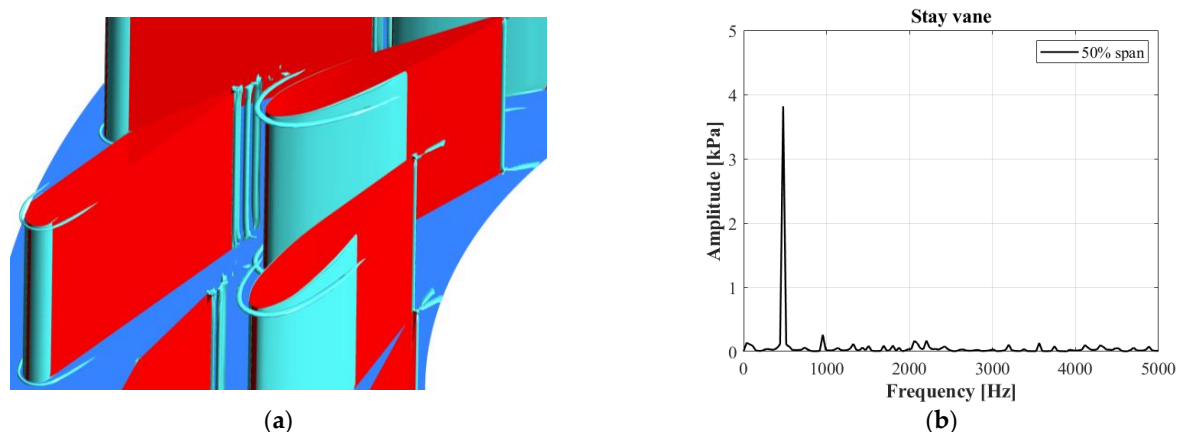 Stay vane
50% span
5
4
3
2
1
0
Amplitude [kPa]
0 1000 2000 3000 4000 5000
Frequency [Hz]
(a) (b)